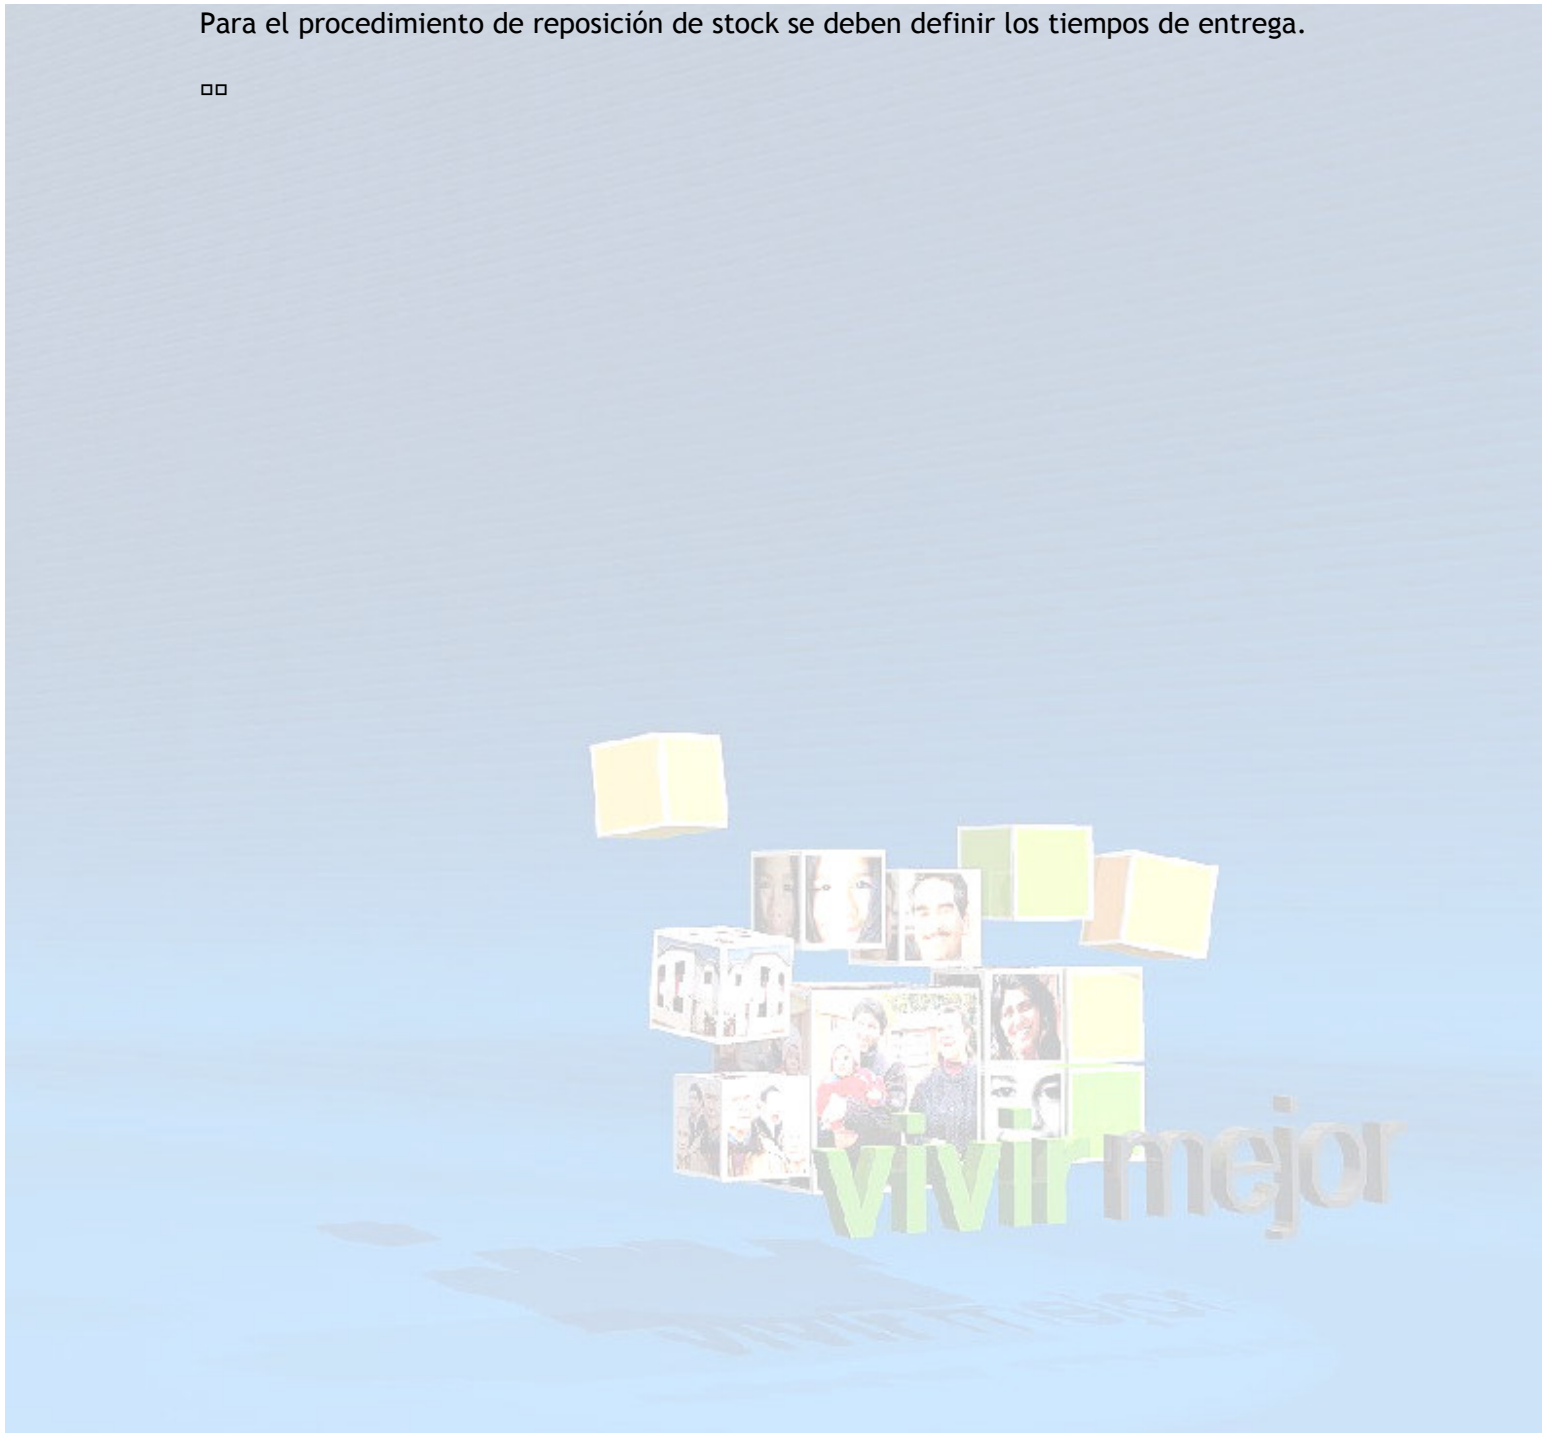 Para el procedimiento de reposición de stock se deben definir los tiempos de entrega.
□□
vivir mejor